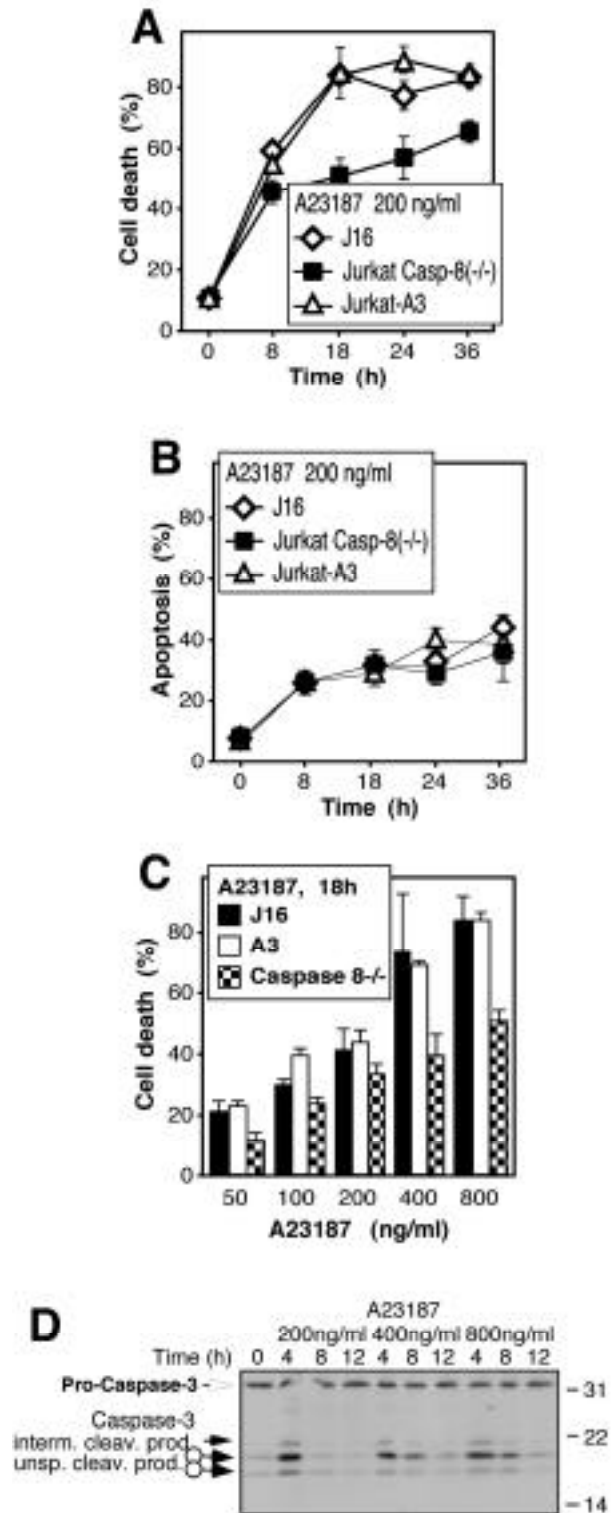 A
Cell death (%)
80
60
40
20
0
A23187 200 ng/ml
J16
Jurkat Casp-8(-/-)
Jurkat-A3
0 8 18 24 36
Time (h)
B
Apoptosis (%)
80
60
40
20
0
A23187 200 ng/ml
J16
Jurkat Casp-8(-/-)
Jurkat-A3
0 8 18 24 36
Time (h)
C
Cell death (%)
80
60
40
20
0
A23187, 18h
J16
A3
Caspase 8-/-
50 100 200 400 800
A23187 (ng/ml)
D
A23187
200ng/ml 400ng/ml 800ng/ml
Time (h) 0 4 8 12 4 8 12 4 8 12
Pro-Caspase-3 - 31
Caspase-3
interm. cleav. prod. - 22
unsp. cleav. prod.
- 14